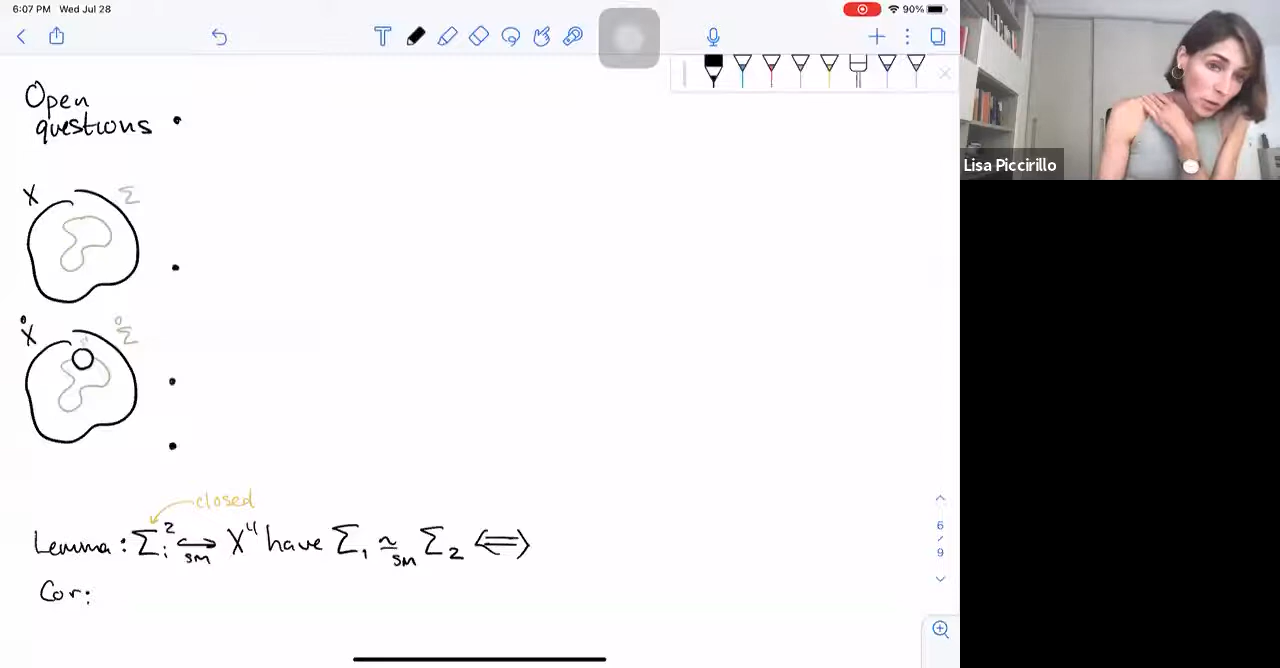 6:07 PM Wed Jul 28
90%
Open
questions
X Σ
Lisa Piccirillo
X̊ Σ̊
closed
Lemma : Σᵢ² ↪ₛₘ X⁴ have Σ₁ ≃ₛₘ Σ₂ ⟺
Cor:
6
/
9